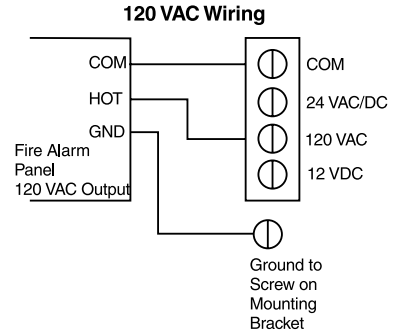 120 VAC Wiring
COM
HOT
GND
Fire Alarm
Panel
120 VAC Output
COM
24 VAC/DC
120 VAC
12 VDC
Ground to
Screw on
Mounting
Bracket